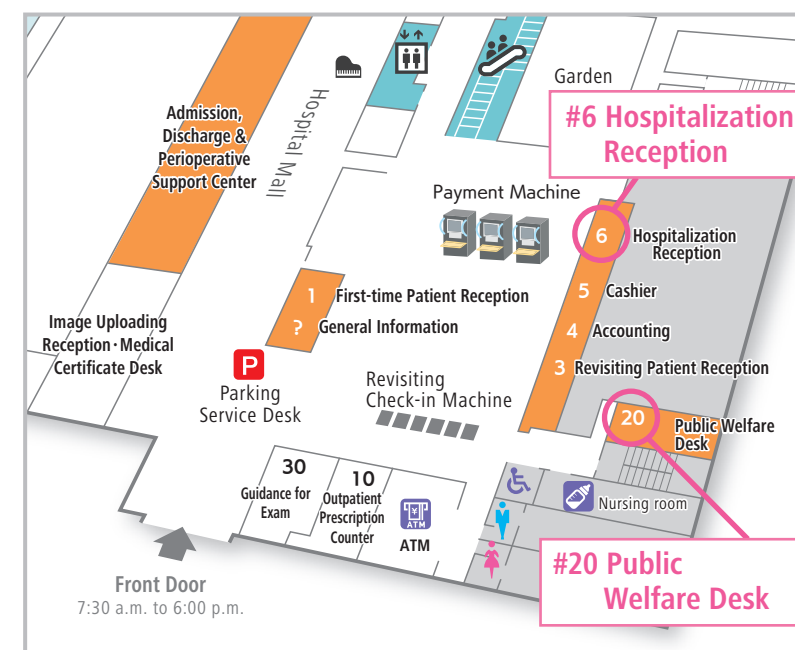 Garden
#6 Hospitalization
Reception
Admission,
Discharge &
Perioperative
Support Center
Hospital Mall
Payment Machine
6
Hospitalization
Reception
5 Cashier
4 Accounting
3 Revisiting Patient Reception
1 First-time Patient Reception
? General Information
Image Uploading
Reception・Medical
Certificate Desk
P
Parking
Service Desk
Revisiting
Check-in Machine
20
Public Welfare
Desk
30
Guidance for
Exam
10
Outpatient
Prescription
Counter
¥
ATM
ATM
Nursing room
#20 Public
Welfare Desk
Front Door
7:30 a.m. to 6:00 p.m.